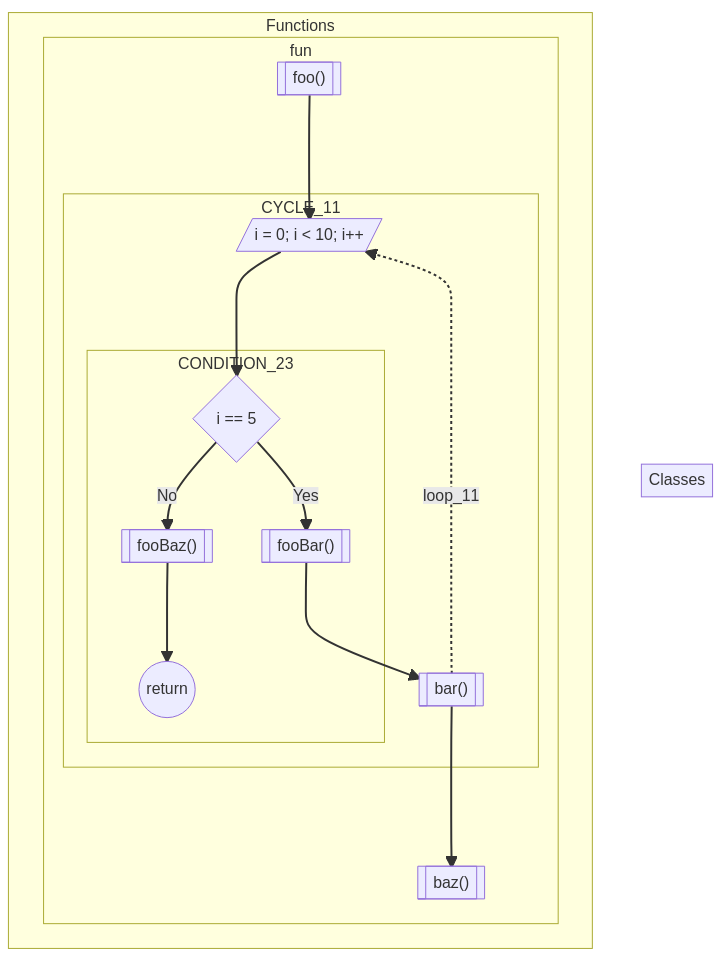 Functions
fun
foo()
CYCLE_11
i = 0; i < 10; i++
CONDITION_23
i == 5
No
Yes
loop_11
Classes
fooBaz()
fooBar()
return
bar()
baz()